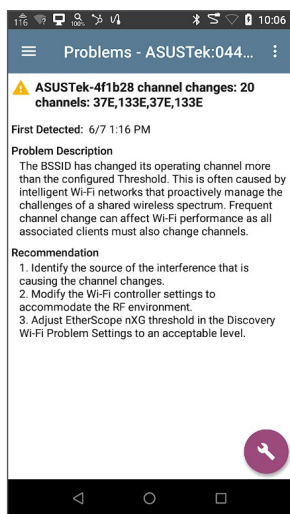 116
100%
10:06
Problems - ASUSTek:044...
ASUSTek-4f1b28 channel changes: 20
channels: 37E,133E,37E,133E
First Detected: 6/7 1:16 PM
Problem Description
The BSSID has changed its operating channel more
than the configured Threshold. This is often caused by
intelligent Wi-Fi networks that proactively manage the
challenges of a shared wireless spectrum. Frequent
channel change can affect Wi-Fi performance as all
associated clients must also change channels.
Recommendation
1. Identify the source of the interference that is
causing the channel changes.
2. Modify the Wi-Fi controller settings to
accommodate the RF environment.
3. Adjust EtherScope nXG threshold in the Discovery
Wi-Fi Problem Settings to an acceptable level.